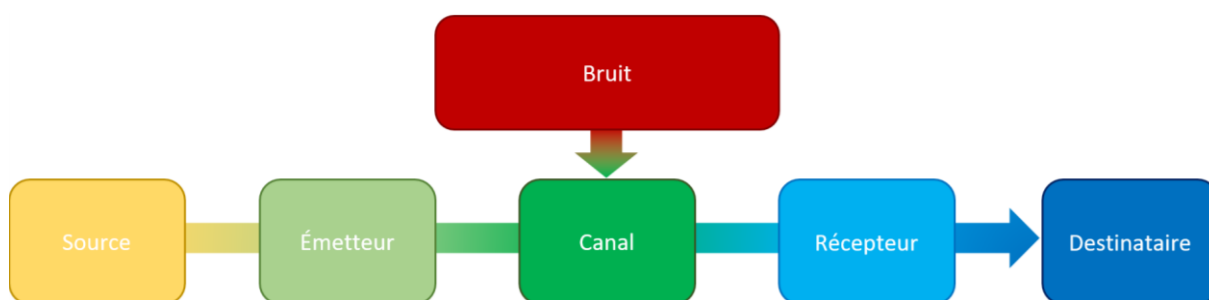 Bruit
Source
Émetteur
Canal
Récepteur
Destinataire